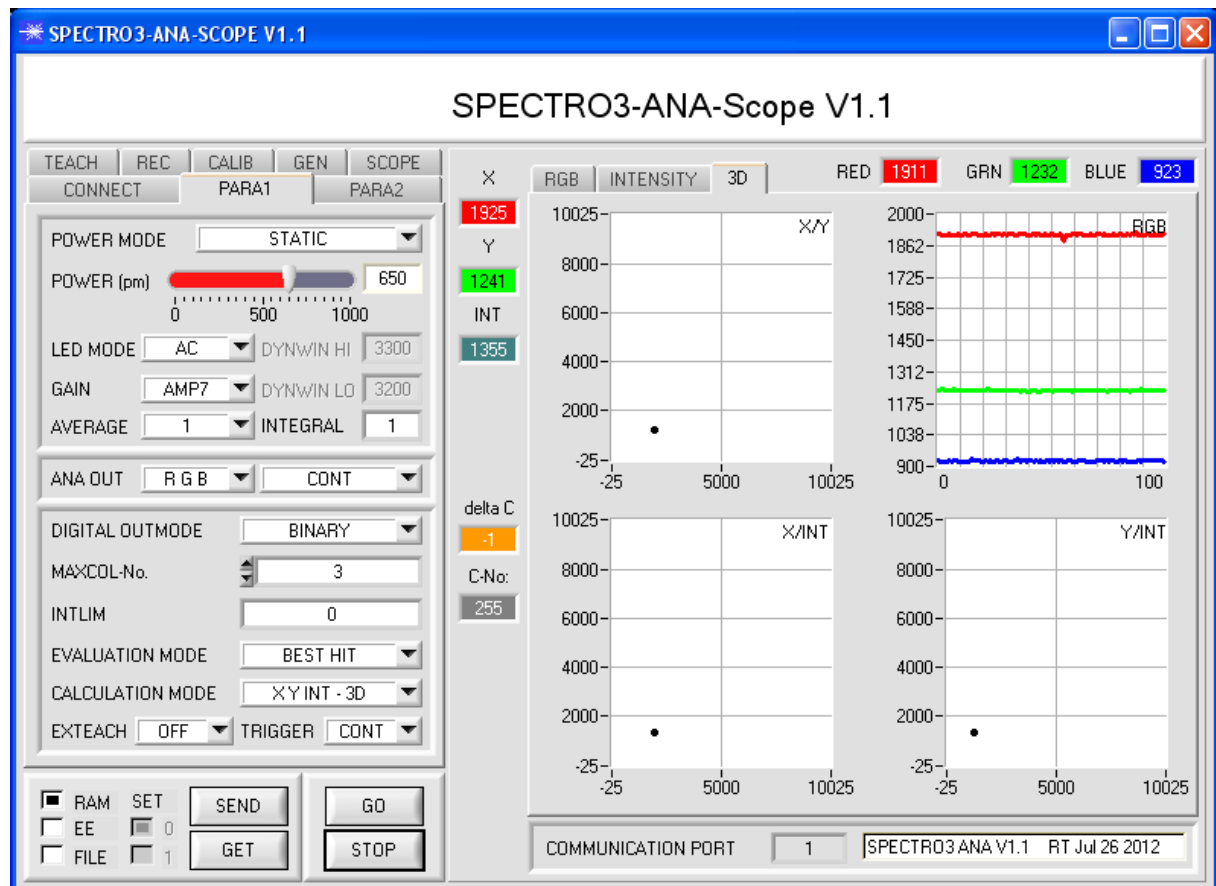 SPECTRO3-ANA-SCOPE V1.1
SPECTRO3-ANA-Scope V1.1
TEACH REC CALIB GEN SCOPE
CONNECT PARA1 PARA2
POWER MODE STATIC
POWER (pm) 650
0 500 1000
LED MODE AC DYNWIN HI 3300
GAIN AMP7 DYNWIN LO 3200
AVERAGE 1 INTEGRAL 1
ANA OUT R G B CONT
DIGITAL OUTMODE BINARY
MAXCOL-No. 3
INTLIM 0
EVALUATION MODE BEST HIT
CALCULATION MODE X Y INT - 3D
EXTEACH OFF TRIGGER CONT
RAM SET SEND GO
EE 0
FILE 1 GET STOP
X
1925
Y
1241
INT
1355
delta C
-1
C-No:
255
RGB INTENSITY 3D RED 1911 GRN 1232 BLUE 923
X/Y
10025
8000
6000
4000
2000
-25
-25 5000 10025
RGB
2000
1862
1725
1588
1450
1312
1175
1038
900
0 100
X/INT
10025
8000
6000
4000
2000
-25
-25 5000 10025
Y/INT
10025
8000
6000
4000
2000
-25
-25 5000 10025
COMMUNICATION PORT 1 SPECTRO3 ANA V1.1 RT Jul 26 2012